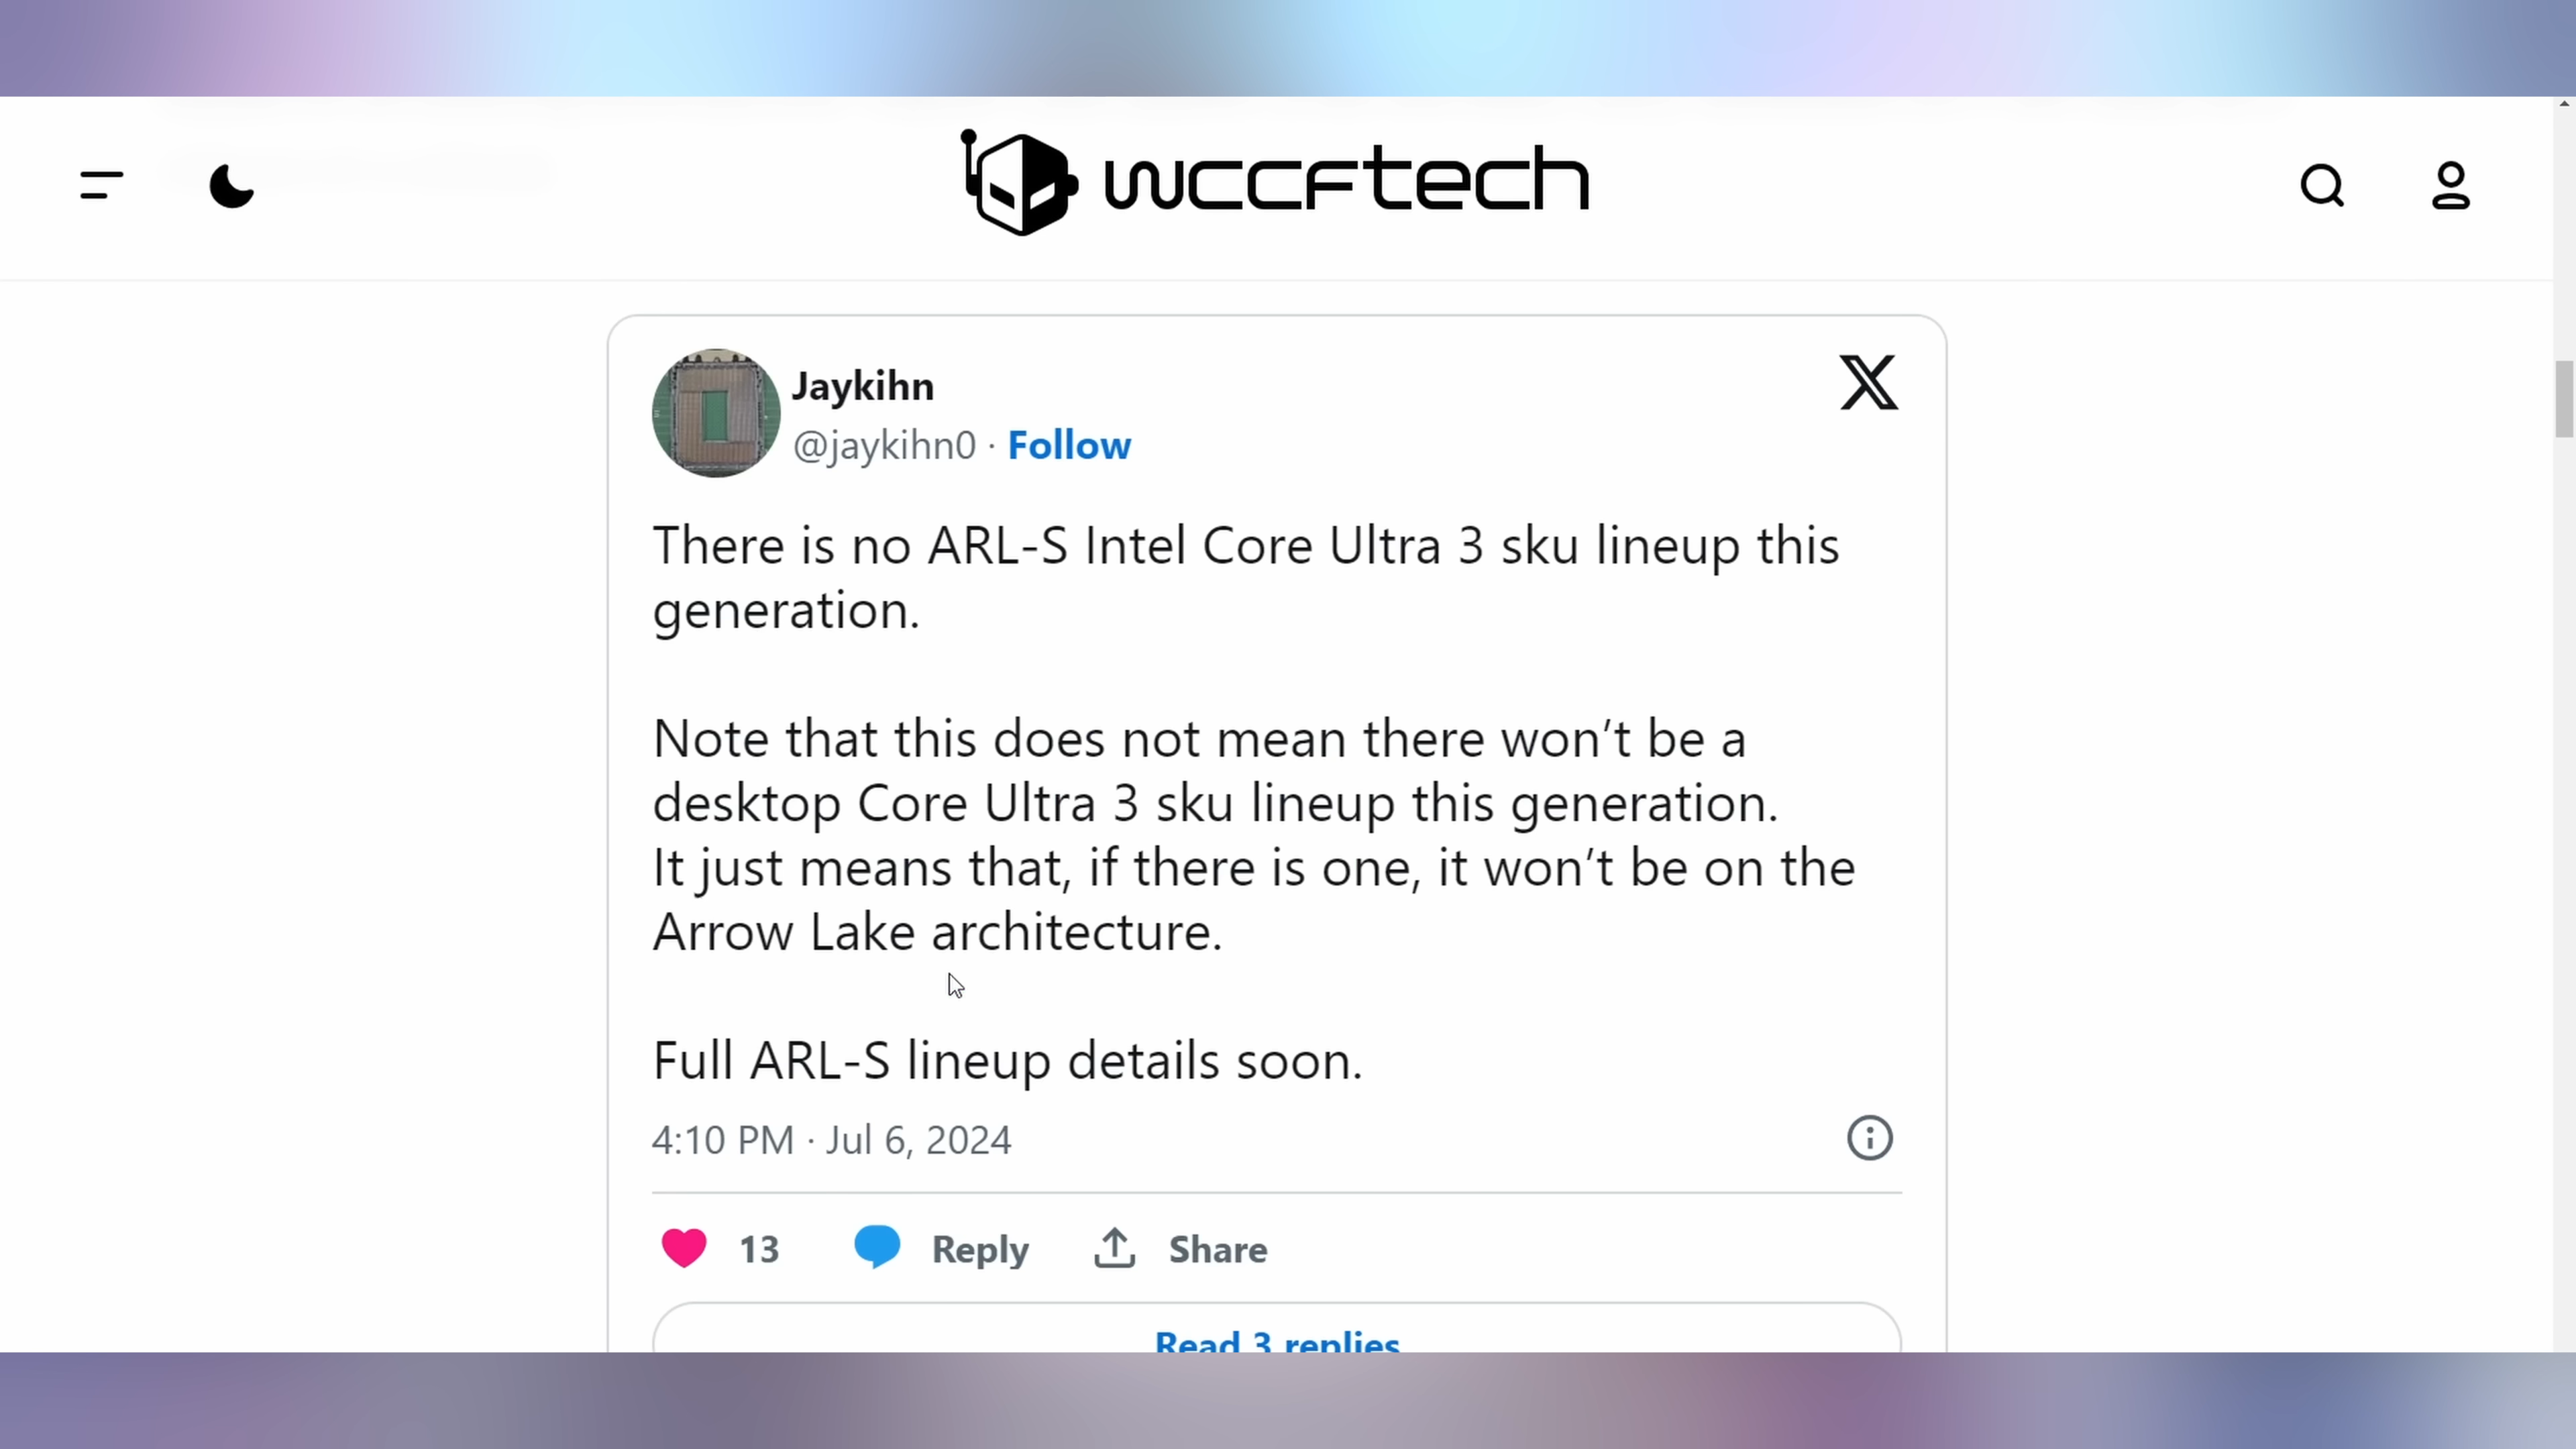 wccftech
Jaykihn
@jaykihn0 · Follow
There is no ARL-S Intel Core Ultra 3 sku lineup this
generation.
Note that this does not mean there won’t be a
desktop Core Ultra 3 sku lineup this generation.
It just means that, if there is one, it won’t be on the
Arrow Lake architecture.
Full ARL-S lineup details soon.
4:10 PM · Jul 6, 2024
13 Reply Share
Read 3 replies